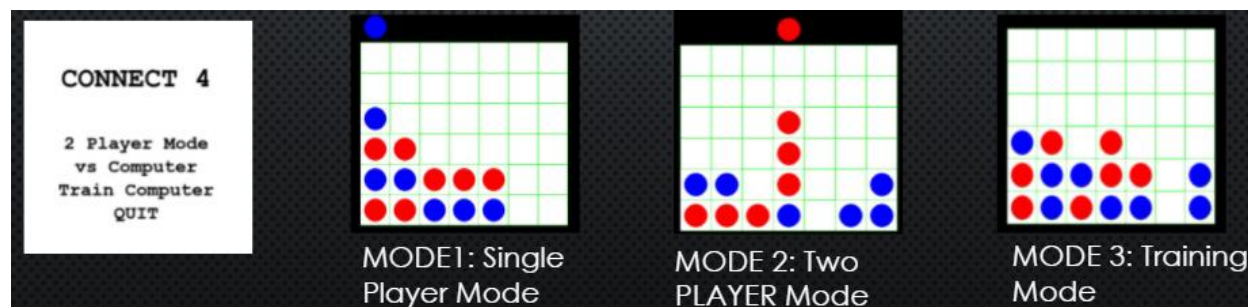 CONNECT 4
2 Player Mode
vs Computer
Train Computer
QUIT
MODE1: Single
Player Mode
MODE 2: Two
PLAYER Mode
MODE 3: Training
Mode